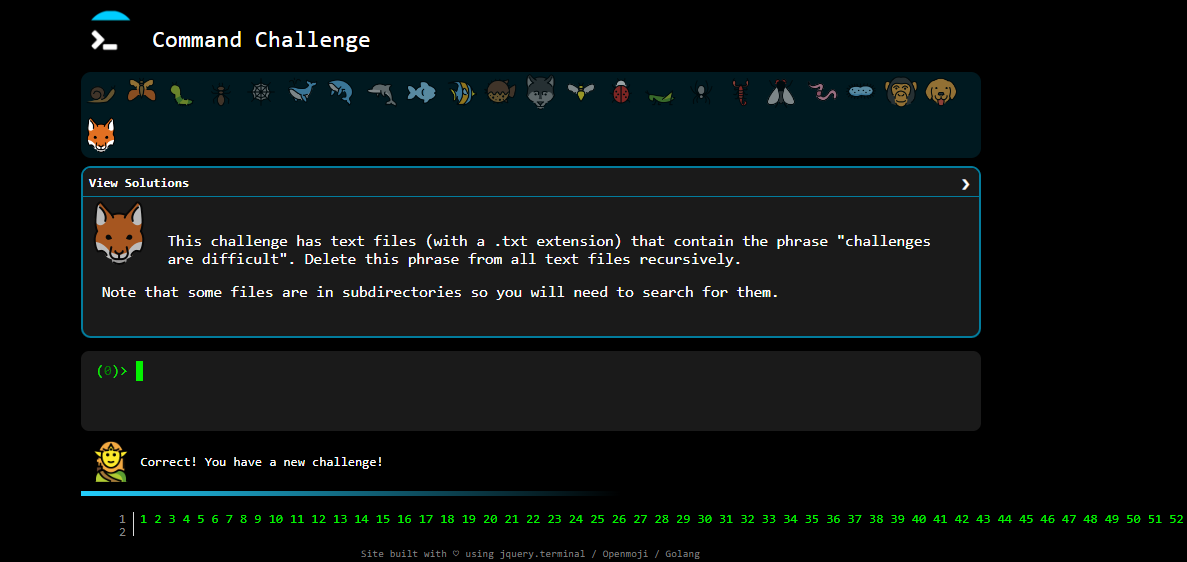 Command Challenge
View Solutions
This challenge has text files (with a .txt extension) that contain the phrase "challenges
are difficult". Delete this phrase from all text files recursively.
Note that some files are in subdirectories so you will need to search for them.
(0)>
Correct! You have a new challenge!
1 1 2 3 4 5 6 7 8 9 10 11 12 13 14 15 16 17 18 19 20 21 22 23 24 25 26 27 28 29 30 31 32 33 34 35 36 37 38 39 40 41 42 43 44 45 46 47 48 49 50 51 52
2
Site built with ♡ using jquery.terminal / Openmoji / Golang